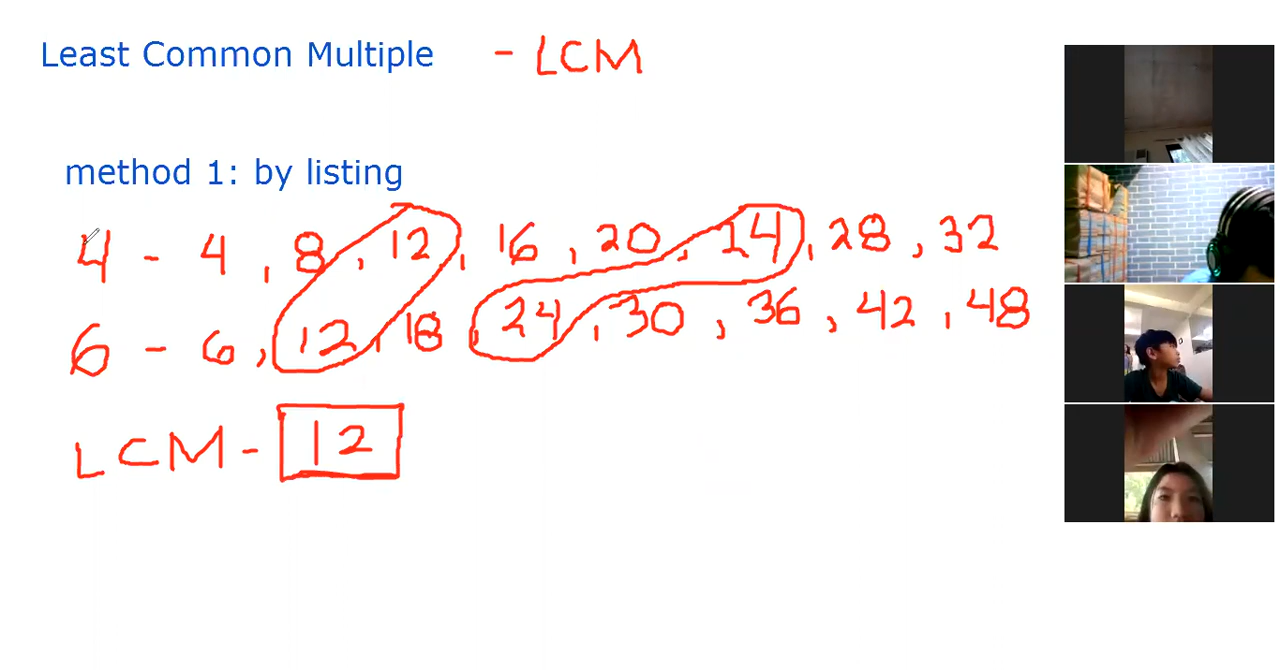 Least Common Multiple - LCM
method 1: by listing
4 - 4, 8, 12, 16, 20, 24, 28, 32
6 - 6, 12, 18, 24, 30, 36, 42, 48
LCM - 12